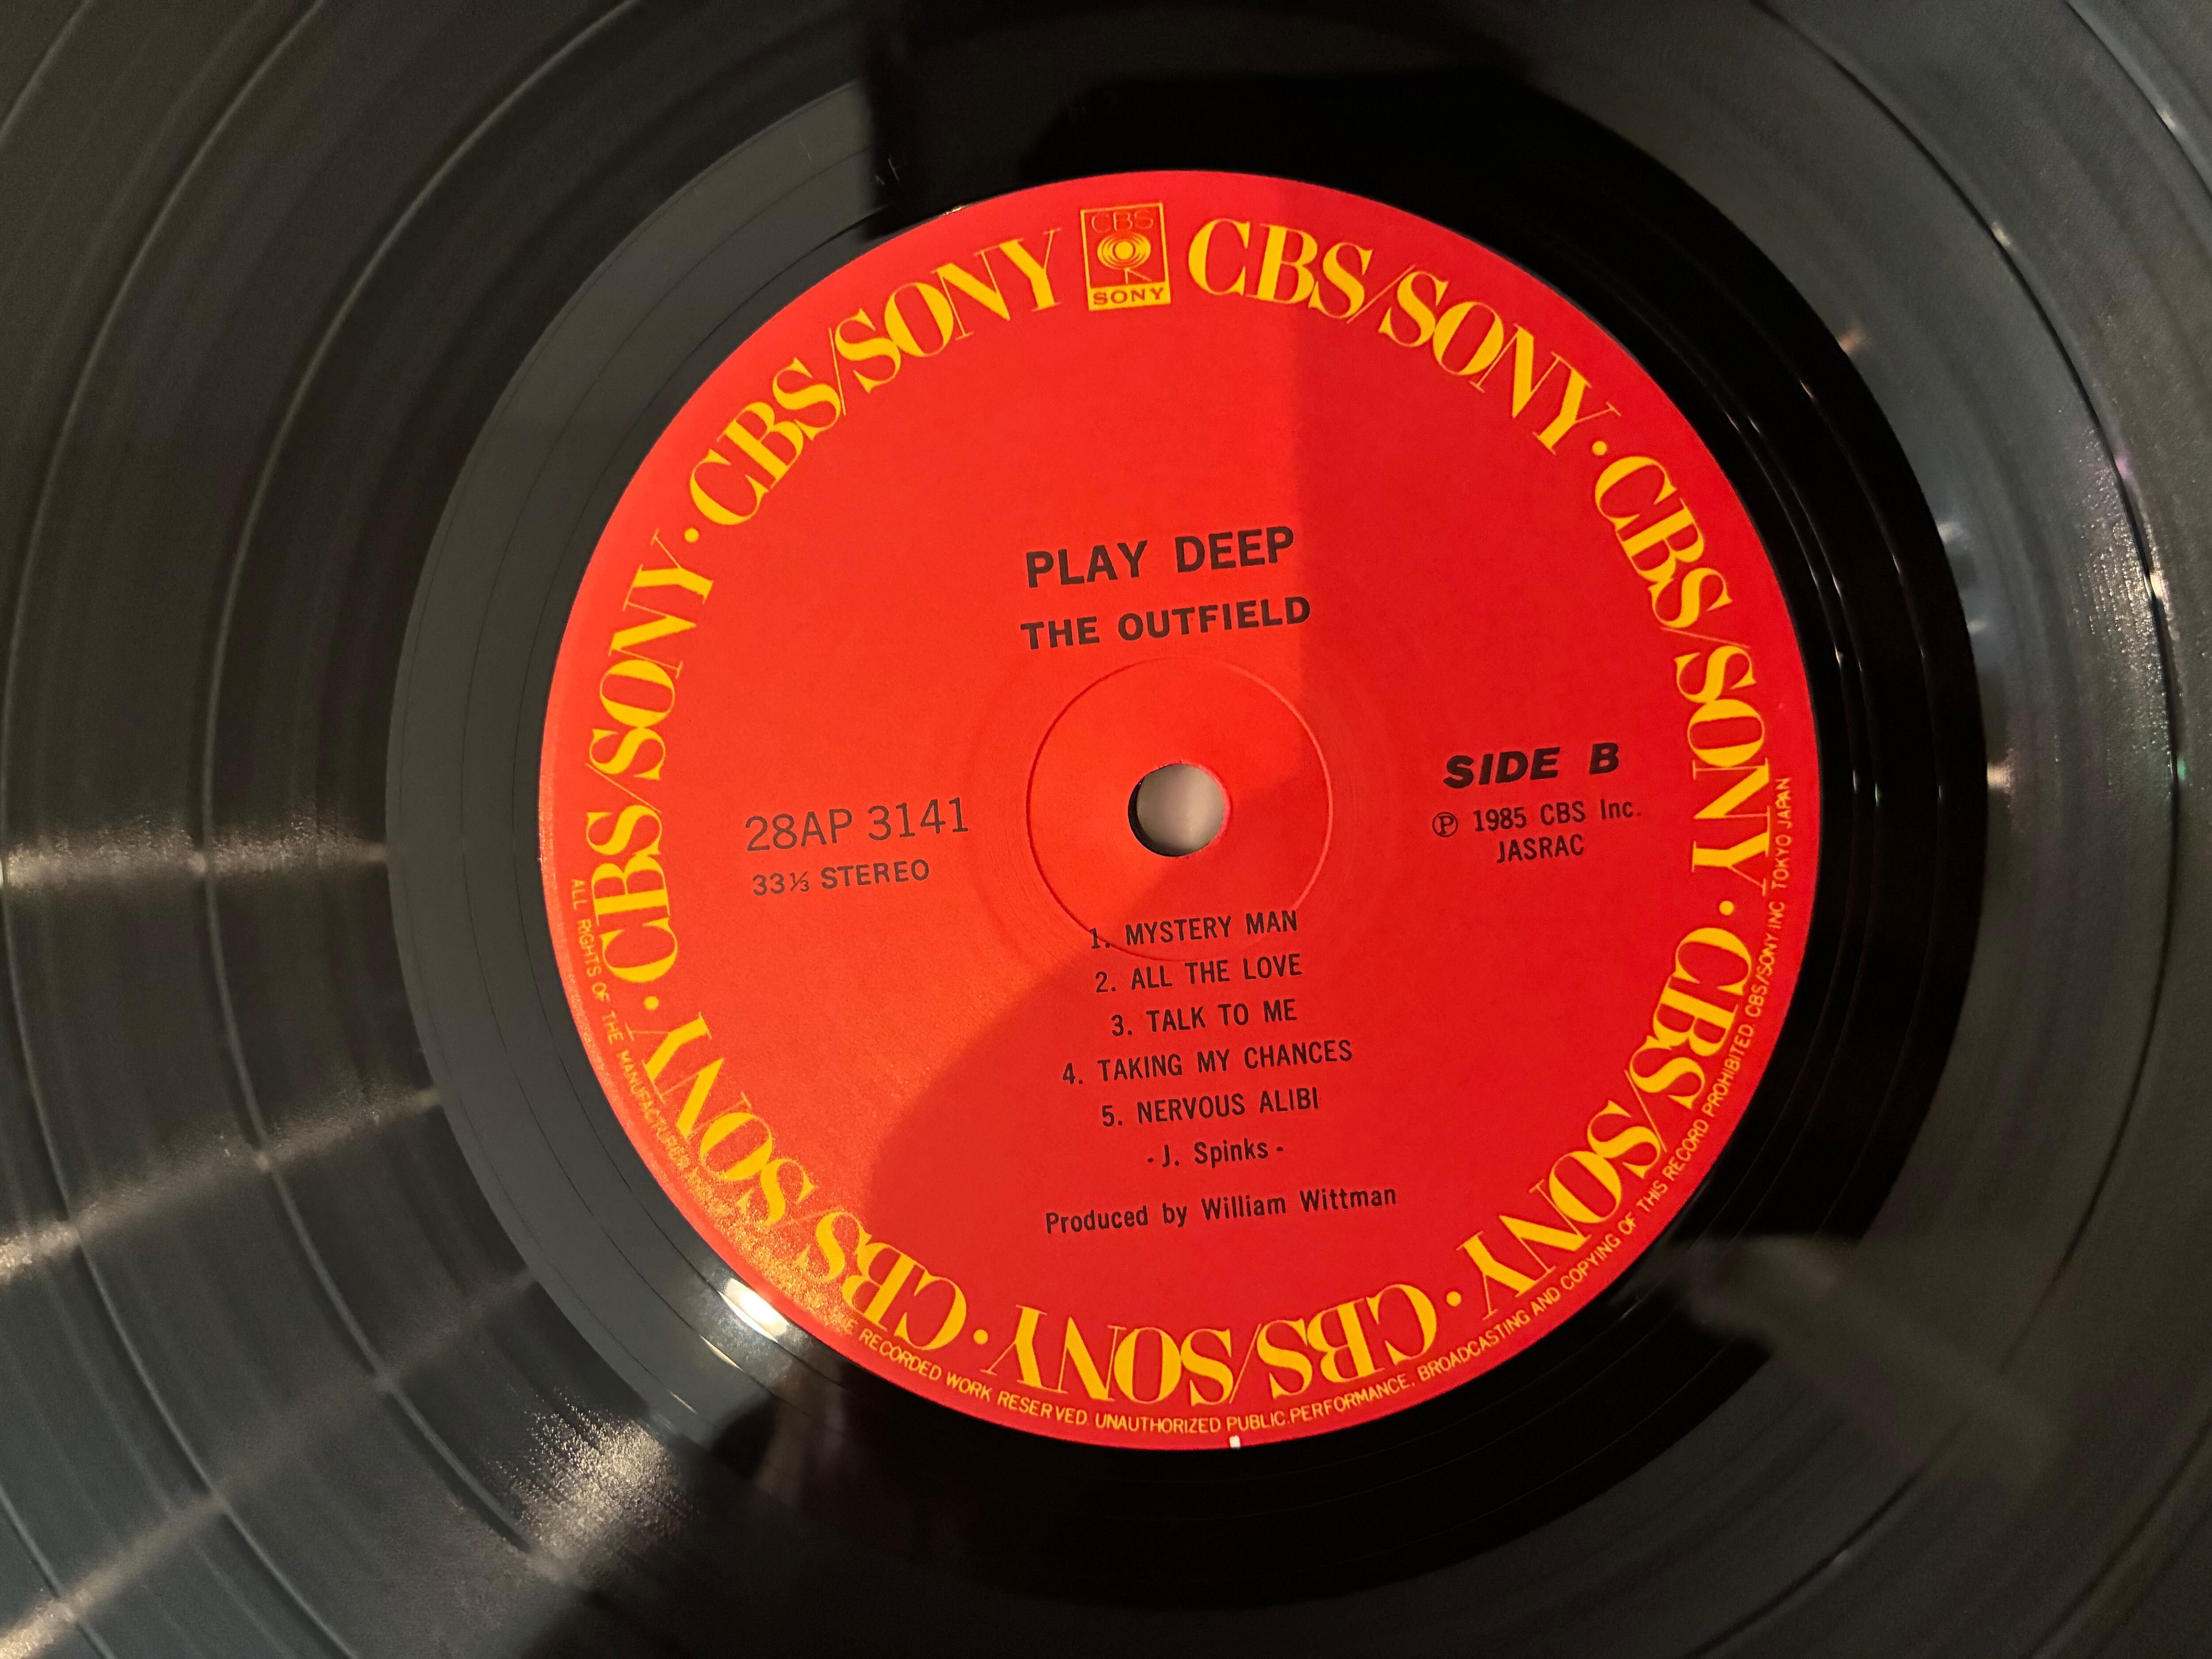 CBS
SONY
CBS/SONY · CBS/SONY · CBS/SONY · CBS/SONY · CBS/SONY · CBS/SONY · CBS/SONY · CBS/SONY
PLAY DEEP
THE OUTFIELD
SIDE B
28AP 3141
Ⓟ 1985 CBS Inc.
33⅓ STEREO
JASRAC
1. MYSTERY MAN
2. ALL THE LOVE
3. TALK TO ME
4. TAKING MY CHANCES
5. NERVOUS ALIBI
- J. Spinks -
Produced by William Wittman
ALL RIGHTS OF THE MANUFACTURER RECORDED WORK RESERVED. UNAUTHORIZED PUBLIC.PERFORMANCE. BROADCASTING AND COPYING OF THIS RECORD PROHIBITED. CBS/SONY INC. TOKYO JAPAN